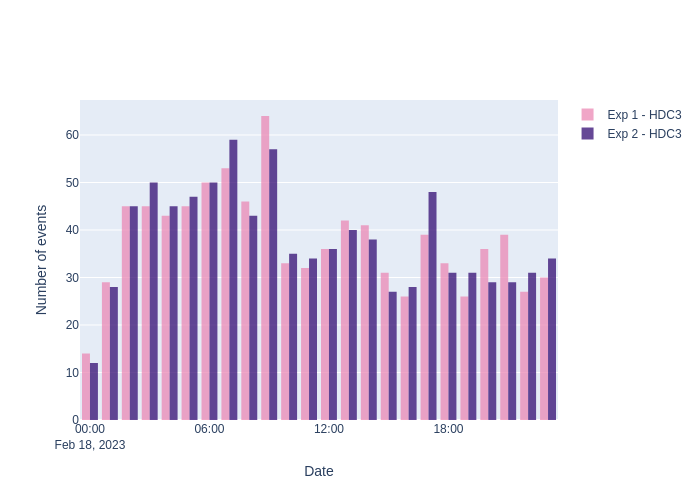 Exp 1 - HDC3
Exp 2 - HDC3
60
50
40
30
20
10
0
Number of events
00:00
06:00
12:00
18:00
Feb 18, 2023
Date